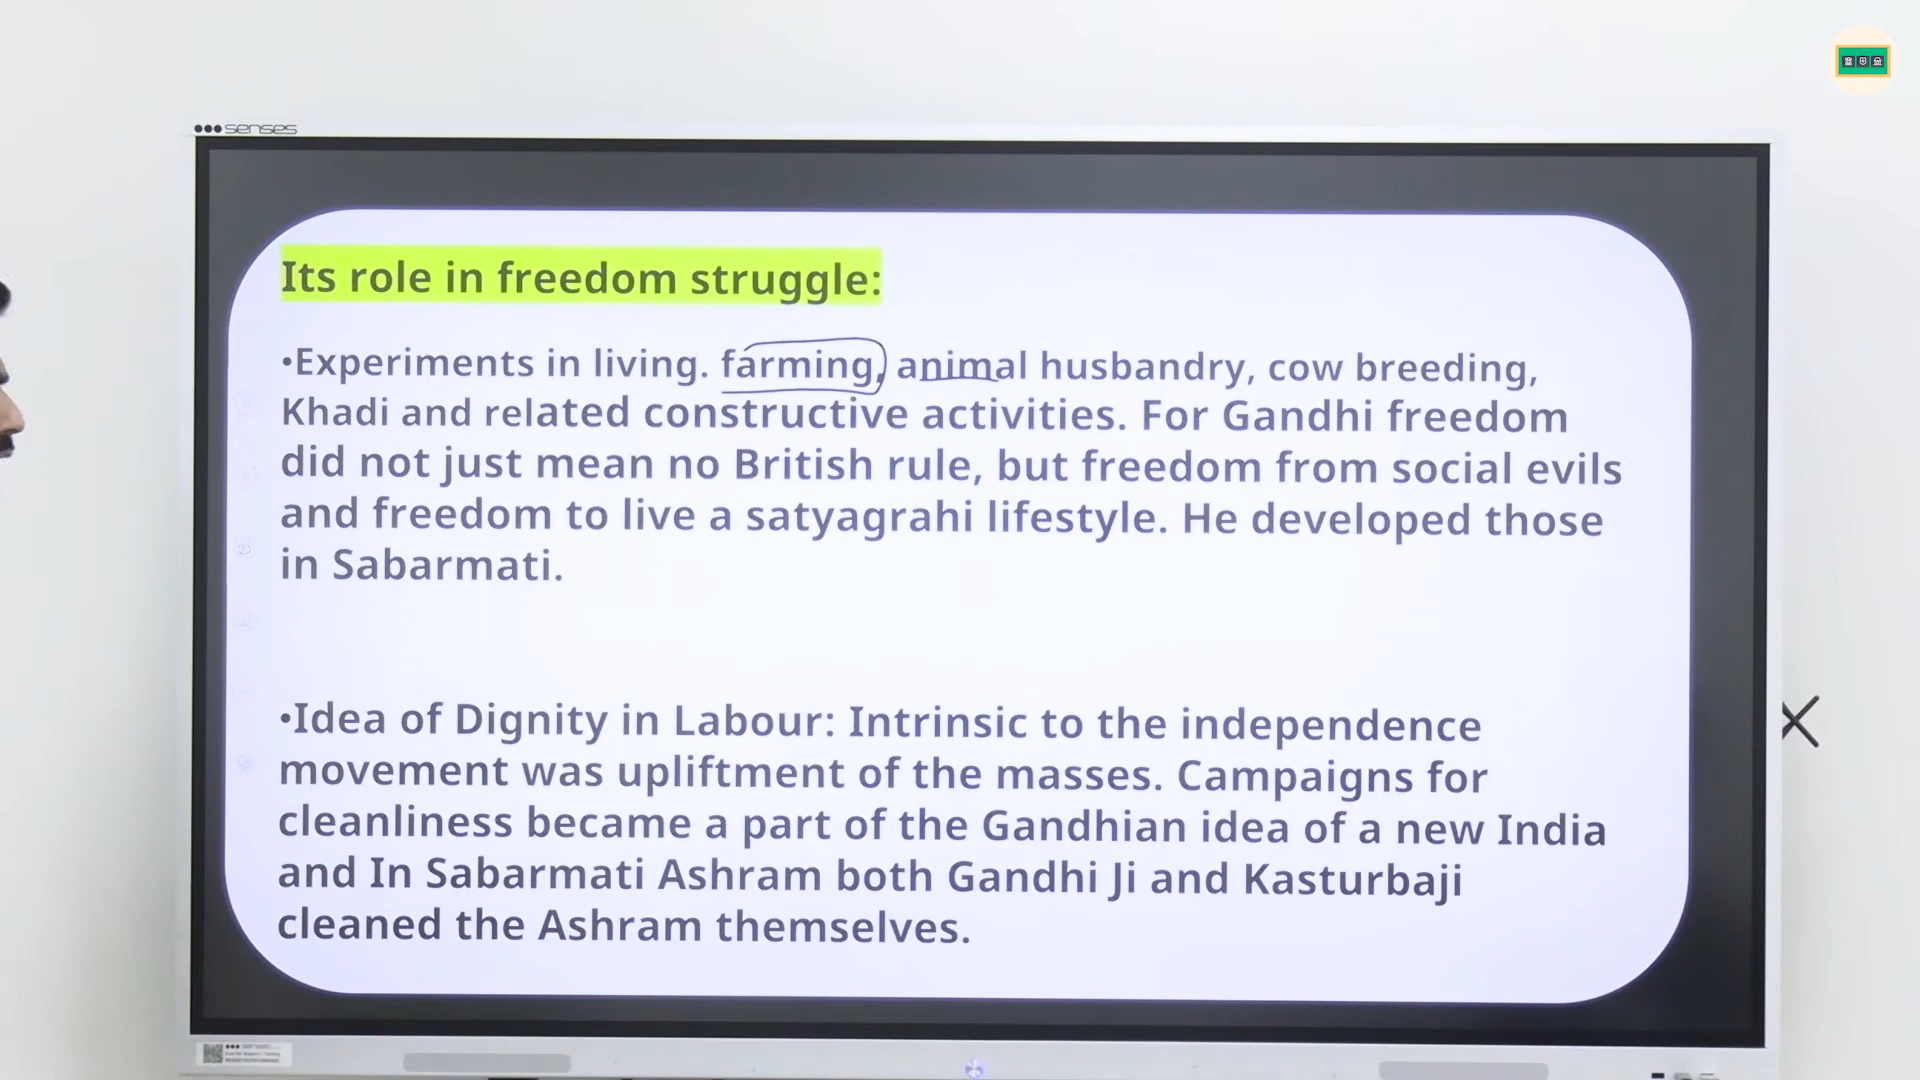 senses
Its role in freedom struggle:
•Experiments in living. farming, animal husbandry, cow breeding,
Khadi and related constructive activities. For Gandhi freedom
did not just mean no British rule, but freedom from social evils
and freedom to live a satyagrahi lifestyle. He developed those
in Sabarmati.
•Idea of Dignity in Labour: Intrinsic to the independence
movement was upliftment of the masses. Campaigns for
cleanliness became a part of the Gandhian idea of a new India
and In Sabarmati Ashram both Gandhi Ji and Kasturbaji
cleaned the Ashram themselves.